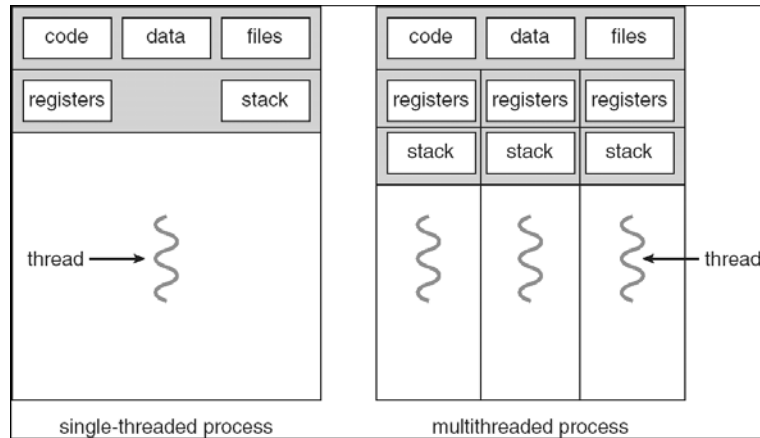 code data files
registers stack
thread
single-threaded process
code data files
registers registers registers
stack stack stack
thread
multithreaded process